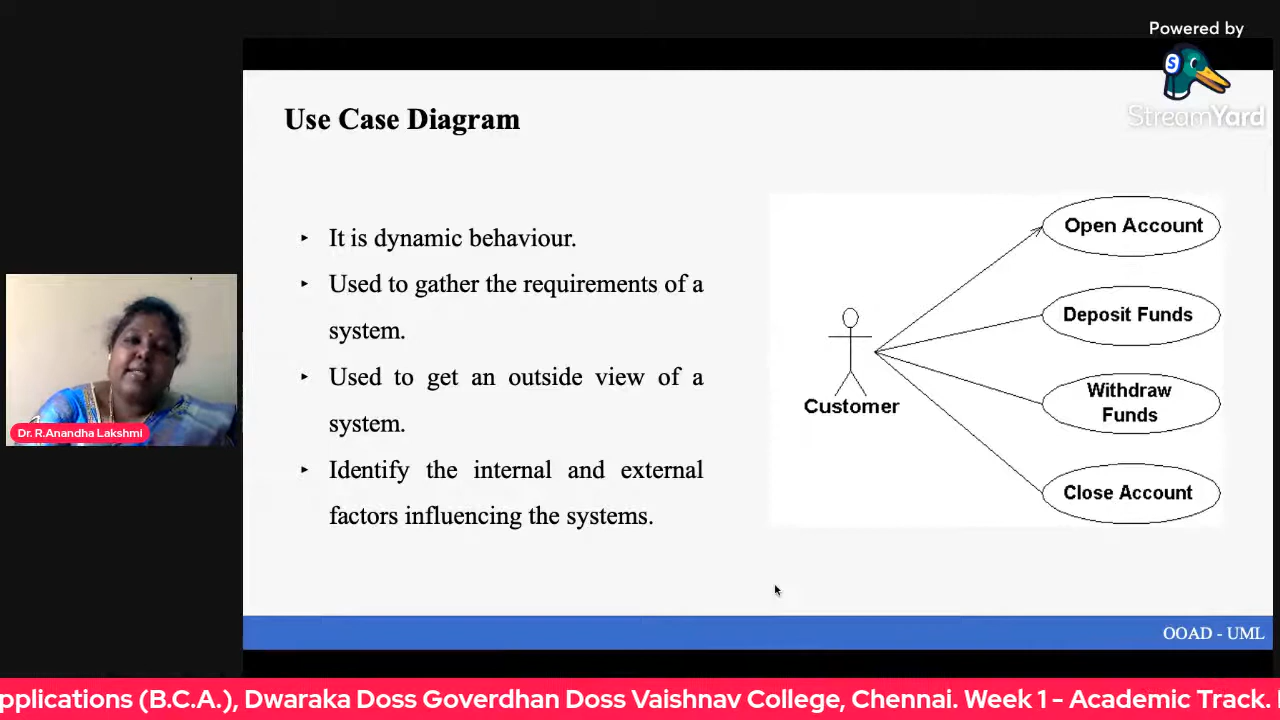 Powered by
StreamYard
Use Case Diagram
‣ It is dynamic behaviour.
‣ Used to gather the requirements of a
system.
‣ Used to get an outside view of a
system.
‣ Identify the internal and external
factors influencing the systems.
Open Account
Deposit Funds
Withdraw
Funds
Close Account
Customer
Dr. R.Anandha Lakshmi
OOAD - UML
pplications (B.C.A.), Dwaraka Doss Goverdhan Doss Vaishnav College, Chennai. Week 1 - Academic Track.